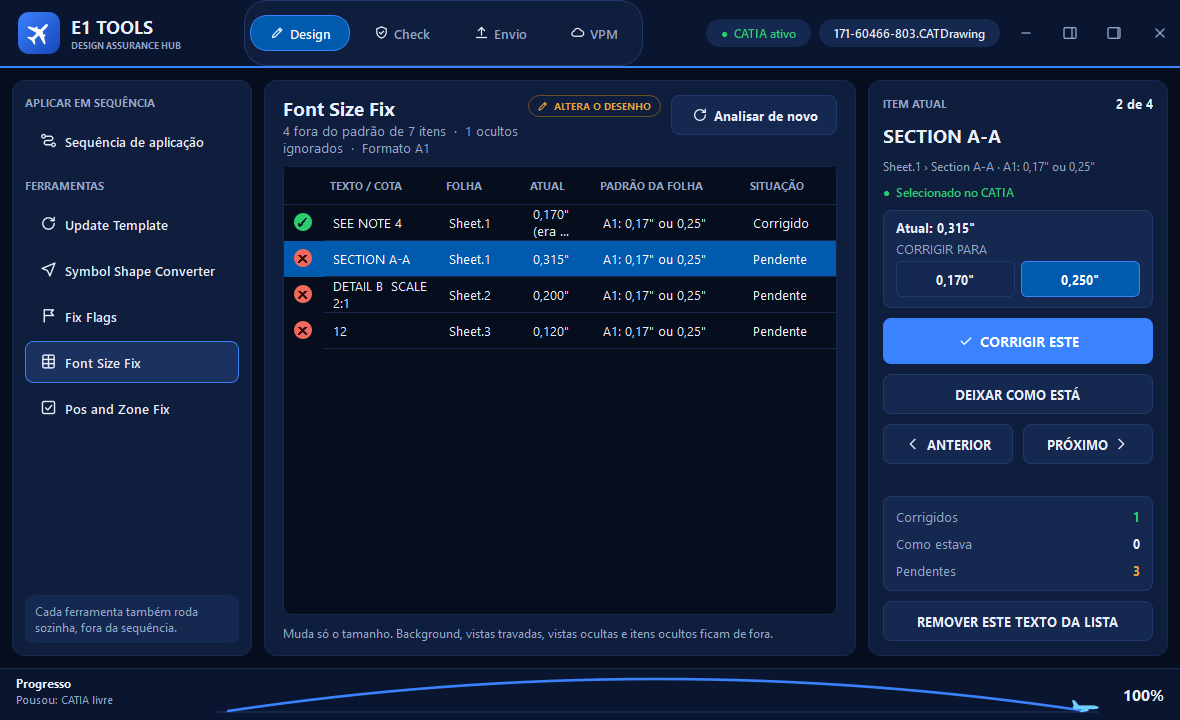 E1 TOOLS
DESIGN ASSURANCE HUB
Design
Check
Envio
VPM
CATIA ativo
171-60466-803.CATDrawing
APLICAR EM SEQUÊNCIA
Sequência de aplicação
FERRAMENTAS
Update Template
Symbol Shape Converter
Fix Flags
Font Size Fix
Pos and Zone Fix
Cada ferramenta também roda
sozinha, fora da sequência.
Font Size Fix
4 fora do padrão de 7 itens · 1 ocultos
ignorados · Formato A1
ALTERA O DESENHO
Analisar de novo
TEXTO / COTA FOLHA ATUAL PADRÃO DA FOLHA SITUAÇÃO
SEE NOTE 4 Sheet.1 0,170" (era ... A1: 0,17" ou 0,25" Corrigido
SECTION A-A Sheet.1 0,315" A1: 0,17" ou 0,25" Pendente
DETAIL B SCALE 2:1 Sheet.2 0,200" A1: 0,17" ou 0,25" Pendente
12 Sheet.3 0,120" A1: 0,17" ou 0,25" Pendente
Muda só o tamanho. Background, vistas travadas, vistas ocultas e itens ocultos ficam de fora.
ITEM ATUAL
2 de 4
SECTION A-A
Sheet.1 › Section A-A · A1: 0,17" ou 0,25"
Selecionado no CATIA
Atual: 0,315"
CORRIGIR PARA
0,170"
0,250"
CORRIGIR ESTE
DEIXAR COMO ESTÁ
ANTERIOR
PRÓXIMO
Corrigidos 1
Como estava 0
Pendentes 3
REMOVER ESTE TEXTO DA LISTA
Progresso
Pousou: CATIA livre
100%